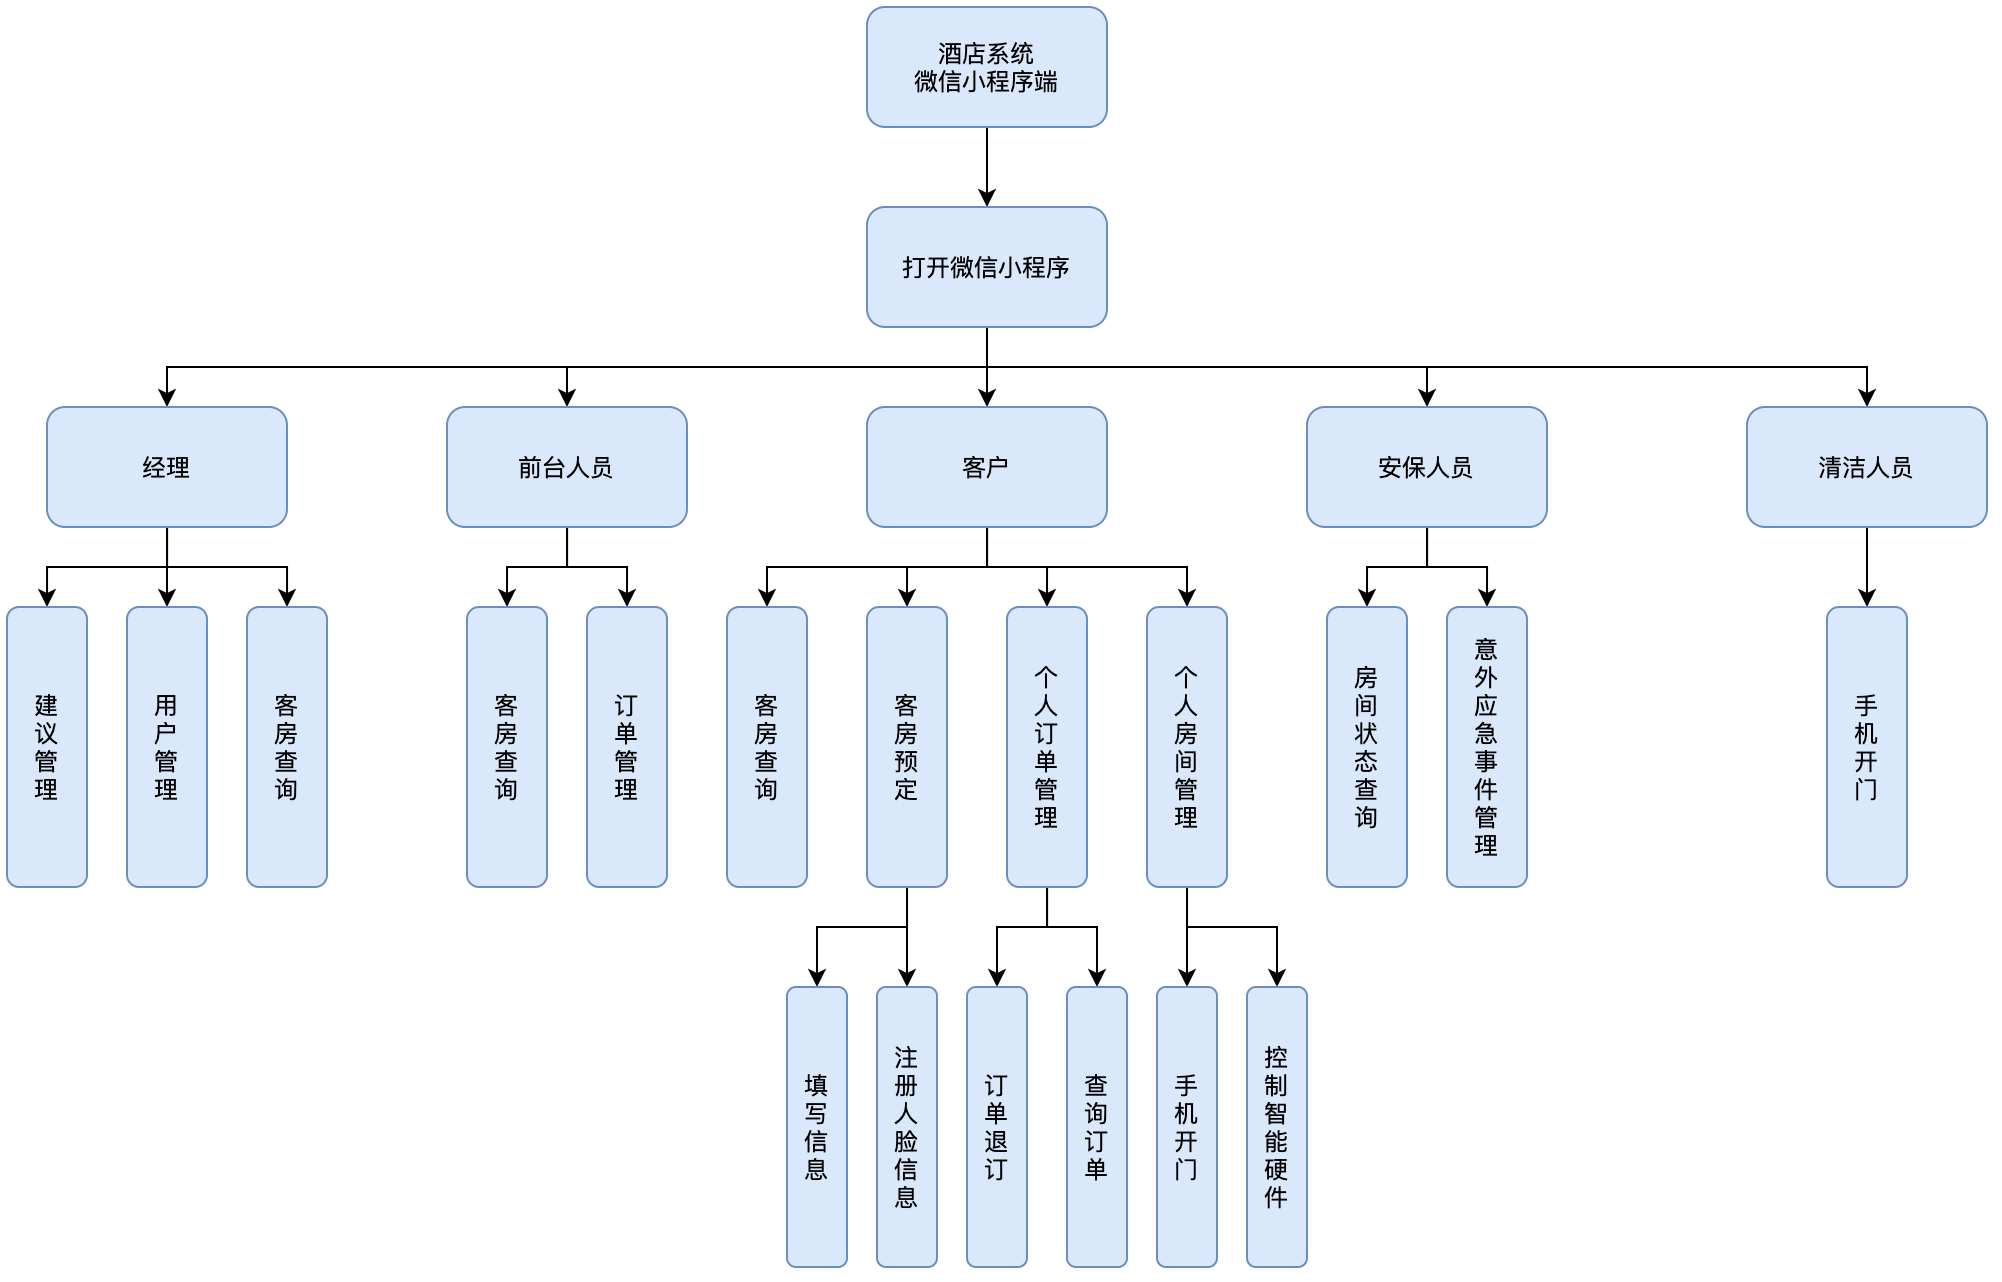 酒店系统
微信小程序端
打开微信小程序
经理
前台人员
客户
安保人员
清洁人员
建议管理
用户管理
客房查询
客房查询
订单管理
客房查询
客房预定
个人订单管理
个人房间管理
房间状态查询
意外应急事件管理
手机开门
填写信息
注册人脸信息
订单退订
查询订单
手机开门
控制智能硬件